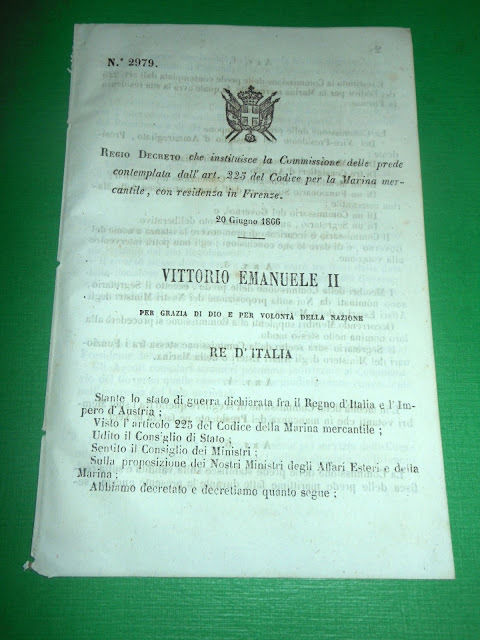 N.° 2979.
REGIO DECRETO che instituisce la Commissione delle prede
contemplata dall'art. 225 del Codice per la Marina mer-
cantile, con residenza in Firenze.
20 Giugno 1866
VITTORIO EMANUELE II
PER GRAZIA DI DIO E PER VOLONTÀ DELLA NAZIONE
RE D'ITALIA
Stante lo stato di guerra dichiarata fra il Regno d'Italia e l'Im-
pero d'Austria ;
Visto l'articolo 225 del Codice della Marina mercantile ;
Udito il Consiglio di Stato ;
Sentito il Consiglio dei Ministri ;
Sulla proposizione dei Nostri Ministri degli Affari Esteri e della
Marina ;
Abbiamo decretato e decretiamo quanto segue ;